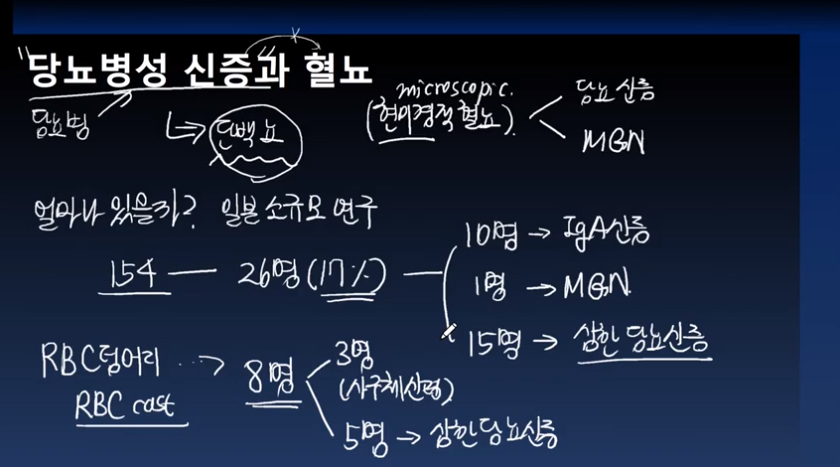 "당뇨병성 신증"과 혈뇨
당뇨병
단백뇨
microscopic.
(현미경적 혈뇨)
당뇨신증
MGN
얼마나 있을까? 일본 소규모 연구
154 — 26명 (17%)
10명 → IgA신증
1명 → MGN
15명 → 심한 당뇨신증
RBC덩어리 ...→ 8명
RBC cast
3명
(사구체신염)
5명 → 심한당뇨신증